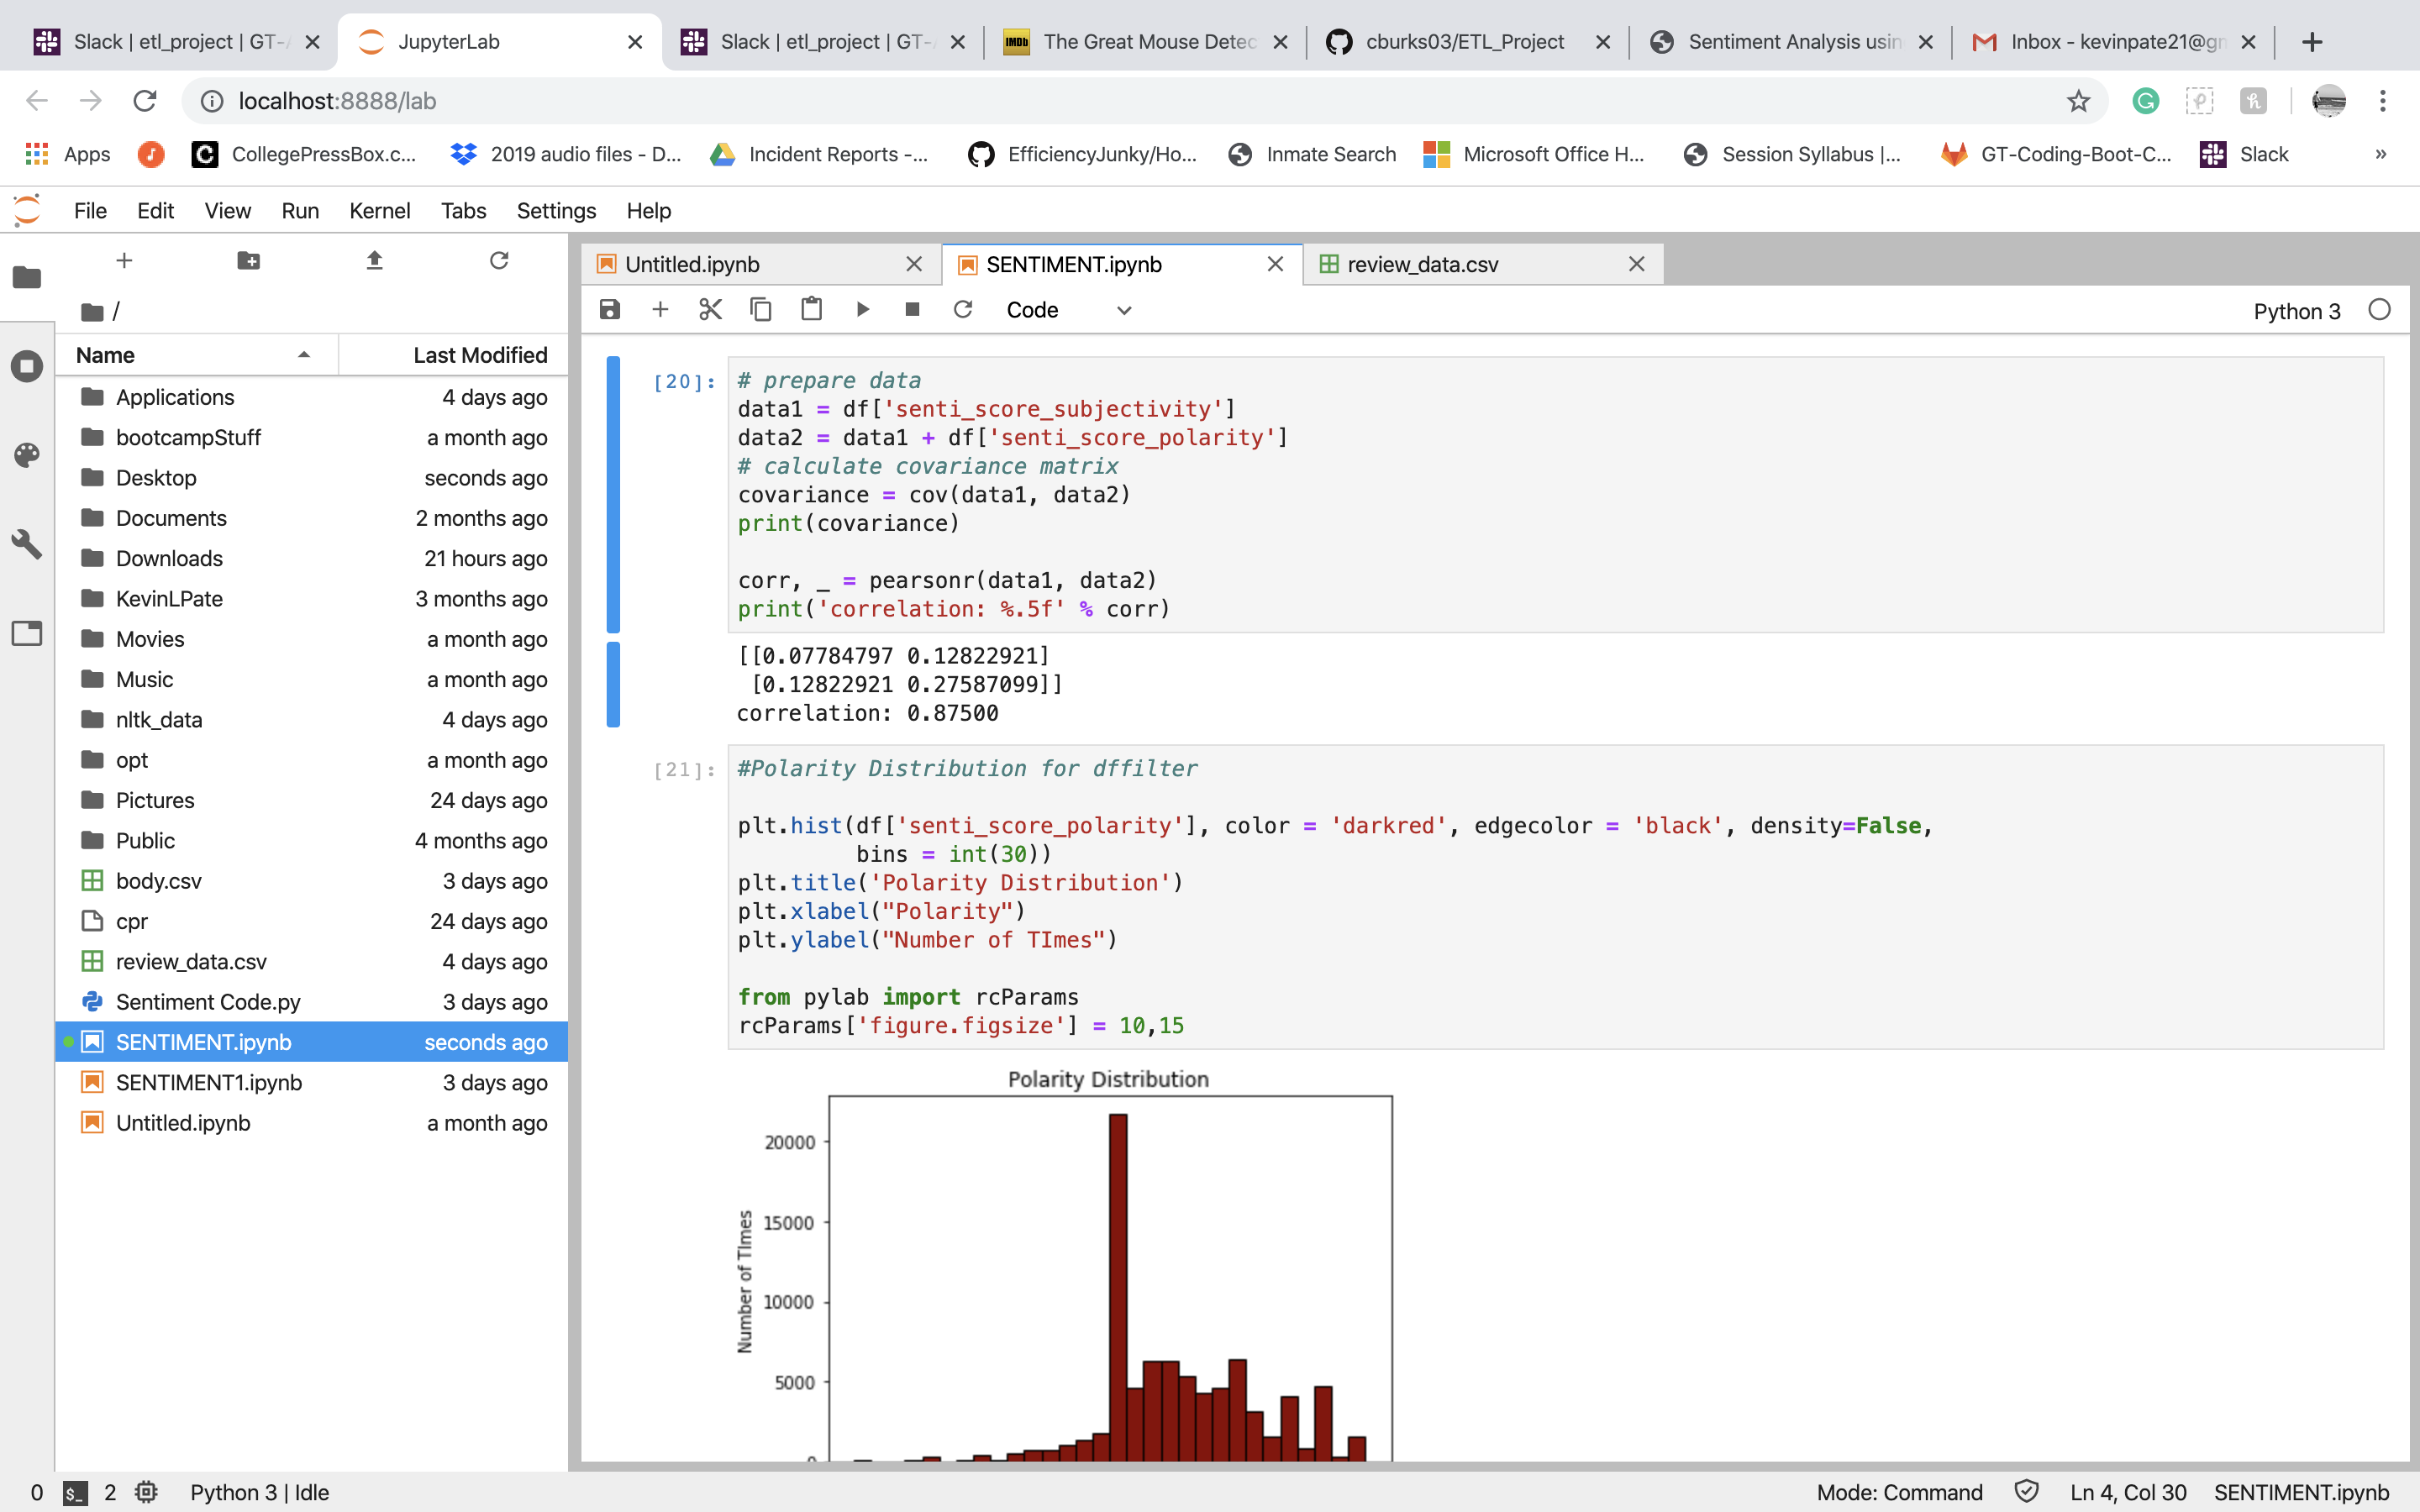 Slack | etl_project | GT-
JupyterLab
Slack | etl_project | GT-
IMDb
The Great Mouse Detec
cburks03/ETL_Project
Sentiment Analysis usin
Inbox - kevinpate21@gm
localhost:8888/lab
Apps
CollegePressBox.c...
2019 audio files - D...
Incident Reports -...
EfficiencyJunky/Ho...
Inmate Search
Microsoft Office H...
Session Syllabus |...
GT-Coding-Boot-C...
Slack
»
File Edit View Run Kernel Tabs Settings Help
/
Name Last Modified
Applications 4 days ago
bootcampStuff a month ago
Desktop seconds ago
Documents 2 months ago
Downloads 21 hours ago
KevinLPate 3 months ago
Movies a month ago
Music a month ago
nltk_data 4 days ago
opt a month ago
Pictures 24 days ago
Public 4 months ago
body.csv 3 days ago
cpr 24 days ago
review_data.csv 4 days ago
Sentiment Code.py 3 days ago
SENTIMENT.ipynb seconds ago
SENTIMENT1.ipynb 3 days ago
Untitled.ipynb a month ago
Untitled.ipynb
SENTIMENT.ipynb
review_data.csv
Code
Python 3
[20]:
# prepare data
data1 = df['senti_score_subjectivity']
data2 = data1 + df['senti_score_polarity']
# calculate covariance matrix
covariance = cov(data1, data2)
print(covariance)
corr, _ = pearsonr(data1, data2)
print('correlation: %.5f' % corr)
[[0.07784797 0.12822921]
[0.12822921 0.27587099]]
correlation: 0.87500
[21]:
#Polarity Distribution for dffilter
plt.hist(df['senti_score_polarity'], color = 'darkred', edgecolor = 'black', density=False,
bins = int(30))
plt.title('Polarity Distribution')
plt.xlabel("Polarity")
plt.ylabel("Number of TImes")
from pylab import rcParams
rcParams['figure.figsize'] = 10,15
Polarity Distribution
Number of TImes
20000
15000
10000
5000
0
0 $_ 2 Python 3 | Idle
Mode: Command
Ln 4, Col 30
SENTIMENT.ipynb